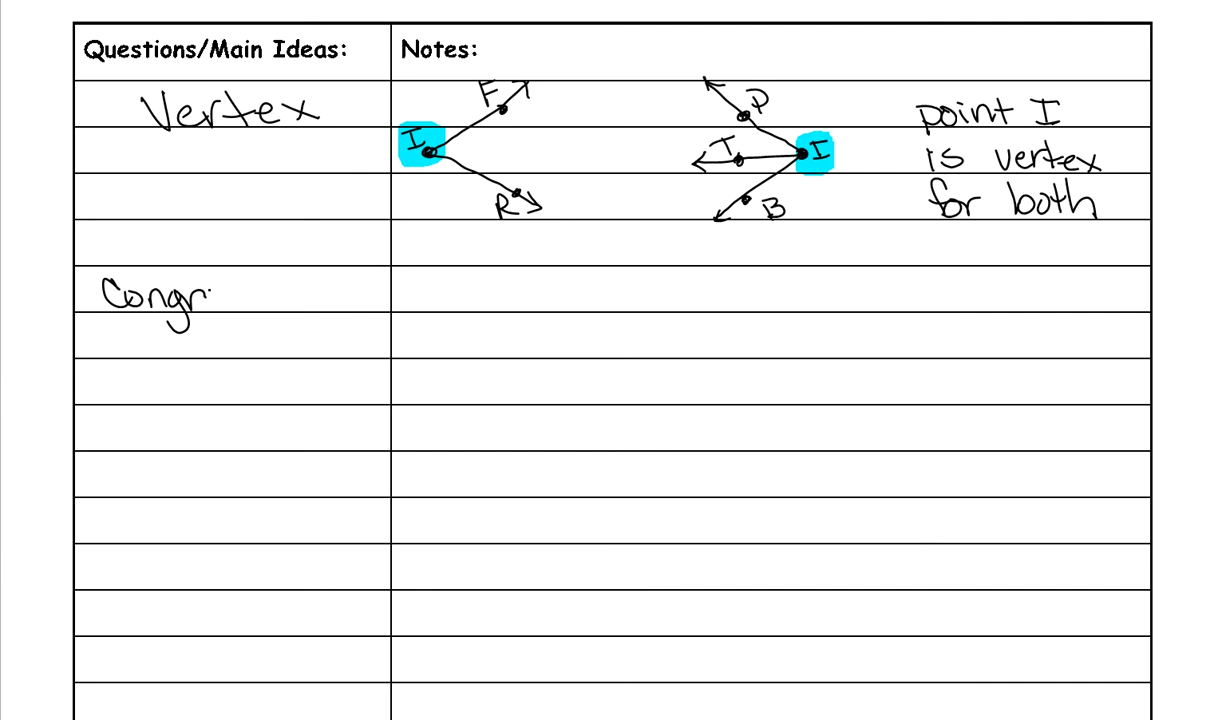 Questions/Main Ideas:
Notes:
Vertex
F
I
R
P
T
I
B
point I
is vertex
for both
Congr